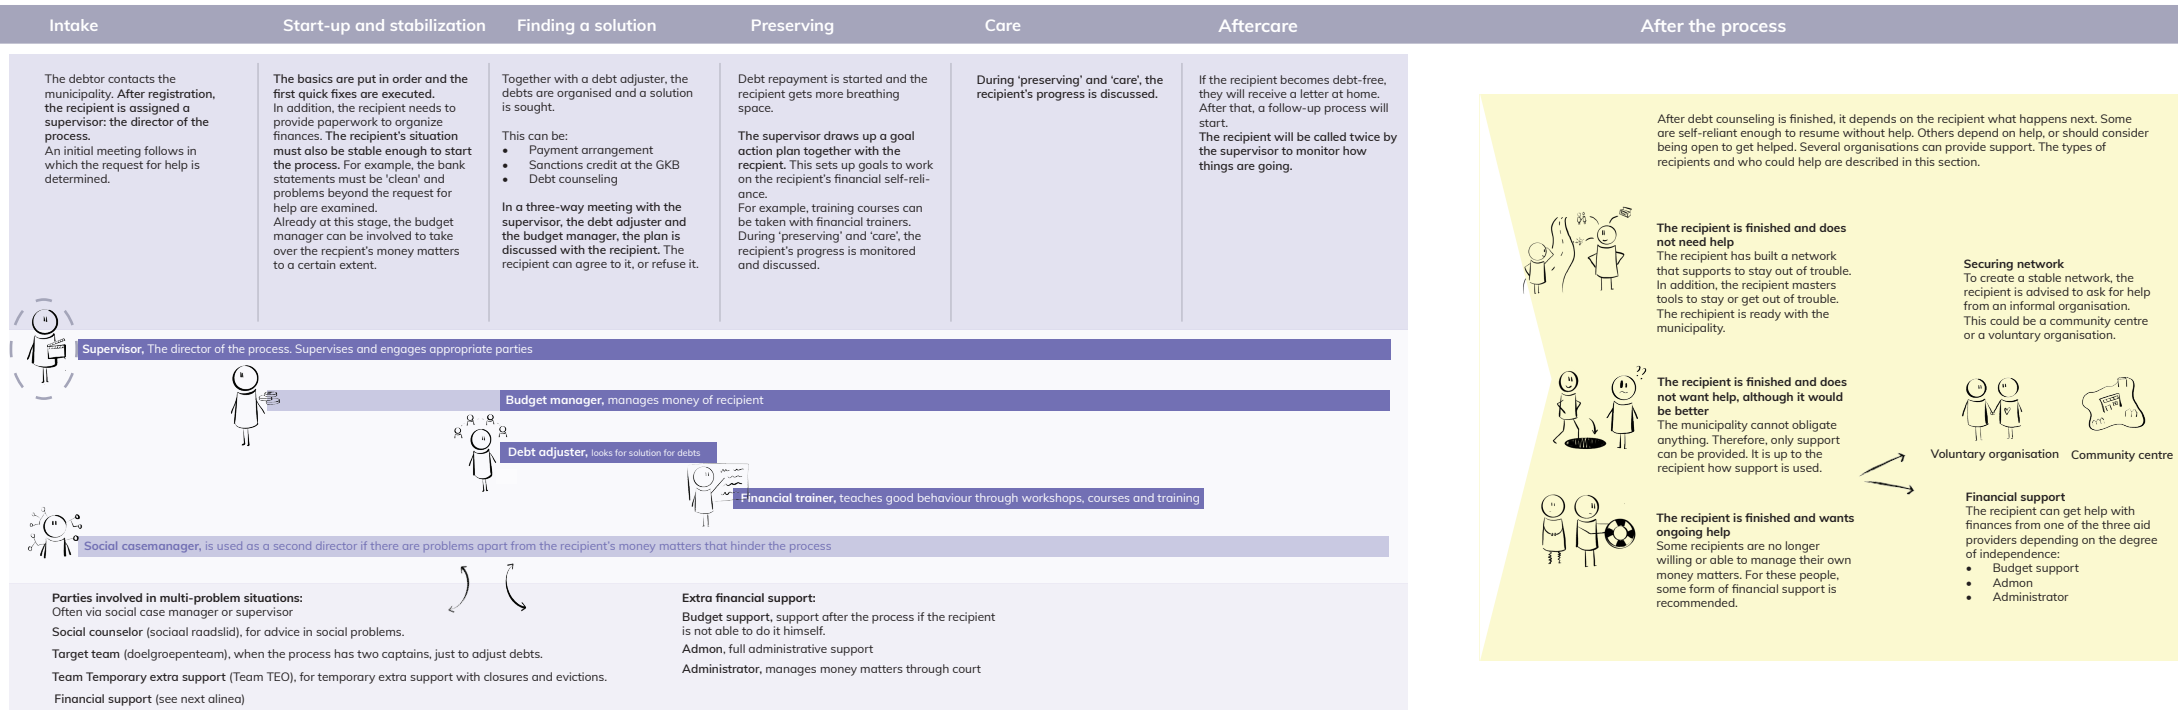 Intake
Start-up and stabilization
Finding a solution
Preserving
Care
Aftercare
After the process
The debtor contacts the
municipality. After registration,
the recipient is assigned a
supervisor: the director of the
process.
An initial meeting follows in
which the request for help is
determined.
The basics are put in order and the
first quick fixes are executed.
In addition, the recipient needs to
provide paperwork to organize
finances. The recipient's situation
must also be stable enough to start
the process. For example, the bank
statements must be 'clean' and
problems beyond the request for
help are examined.
Already at this stage, the budget
manager can be involved to take
over the recpient's money matters
to a certain extent.
Together with a debt adjuster, the
debts are organised and a solution
is sought.
This can be:
• Payment arrangement
• Sanctions credit at the GKB
• Debt counseling
In a three-way meeting with the
supervisor, the debt adjuster and
the budget manager, the plan is
discussed with the recipient. The
recipient can agree to it, or refuse it.
Debt repayment is started and the
recipient gets more breathing
space.
The supervisor draws up a goal
action plan together with the
recpient. This sets up goals to work
on the recipient's financial self-reli-
ance.
For example, training courses can
be taken with financial trainers.
During 'preserving' and 'care', the
recipient's progress is monitored
and discussed.
During 'preserving' and 'care', the
recipient's progress is discussed.
If the recipient becomes debt-free,
they will receive a letter at home.
After that, a follow-up process will
start.
The recipient will be called twice by
the supervisor to monitor how
things are going.
Supervisor, The director of the process. Supervises and engages appropriate parties
Budget manager, manages money of recipient
Debt adjuster, looks for solution for debts
Financial trainer, teaches good behaviour through workshops, courses and training
Social casemanager, is used as a second director if there are problems apart from the recipient's money matters that hinder the process
Parties involved in multi-problem situations:
Often via social case manager or supervisor
Social counselor (sociaal raadslid), for advice in social problems.
Target team (doelgroepenteam), when the process has two captains, just to adjust debts.
Team Temporary extra support (Team TEO), for temporary extra support with closures and evictions.
Financial support (see next alinea)
Extra financial support:
Budget support, support after the process if the recipient
is not able to do it himself.
Admon, full administrative support
Administrator, manages money matters through court
After debt counseling is finished, it depends on the recipient what happens next. Some
are self-reliant enough to resume without help. Others depend on help, or should consider
being open to get helped. Several organisations can provide support. The types of
recipients and who could help are described in this section.
The recipient is finished and does
not need help
The recipient has built a network
that supports to stay out of trouble.
In addition, the recipient masters
tools to stay or get out of trouble.
The rechipient is ready with the
municipality.
??
The recipient is finished and does
not want help, although it would
be better
The municipality cannot obligate
anything. Therefore, only support
can be provided. It is up to the
recipient how support is used.
The recipient is finished and wants
ongoing help
Some recipients are no longer
willing or able to manage their own
money matters. For these people,
some form of financial support is
recommended.
Securing network
To create a stable network, the
recipient is advised to ask for help
from an informal organisation.
This could be a community centre
or a voluntary organisation.
Voluntary organisation
Community centre
Financial support
The recipient can get help with
finances from one of the three aid
providers depending on the degree
of independence:
• Budget support
• Admon
• Administrator